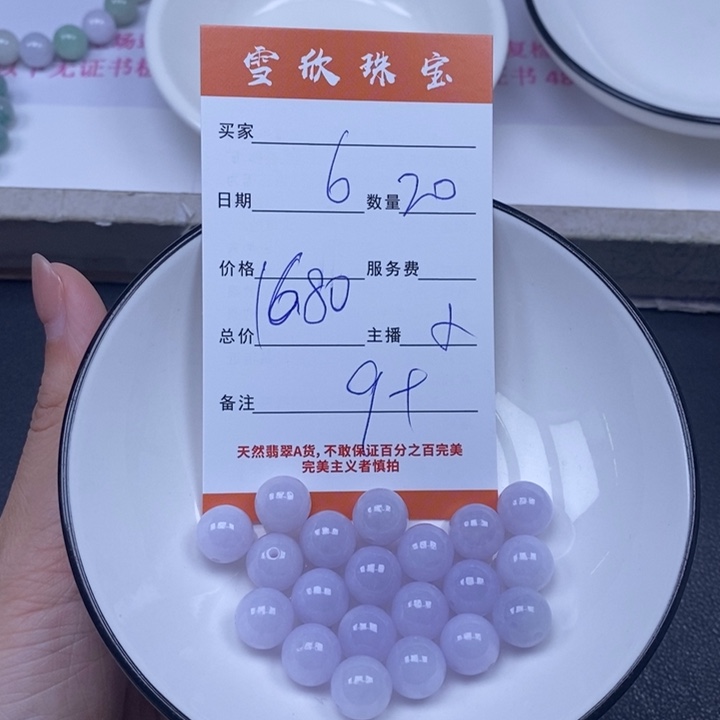 雪欣珠宝
买家
6
日期 数量 20
价格 服务费
1680
总价 主播
9+
备注
天然翡翠A货,不敢保证百分之百完美
完美主义者慎拍